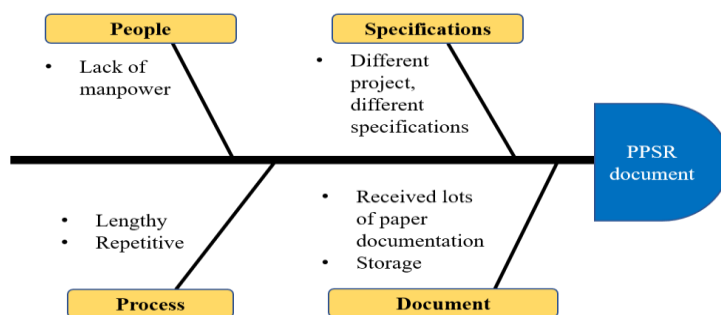 People
• Lack of
manpower
Specifications
• Different
project,
different
specifications
PPSR
document
• Lengthy
• Repetitive
Process
• Received lots
of paper
documentation
• Storage
Document